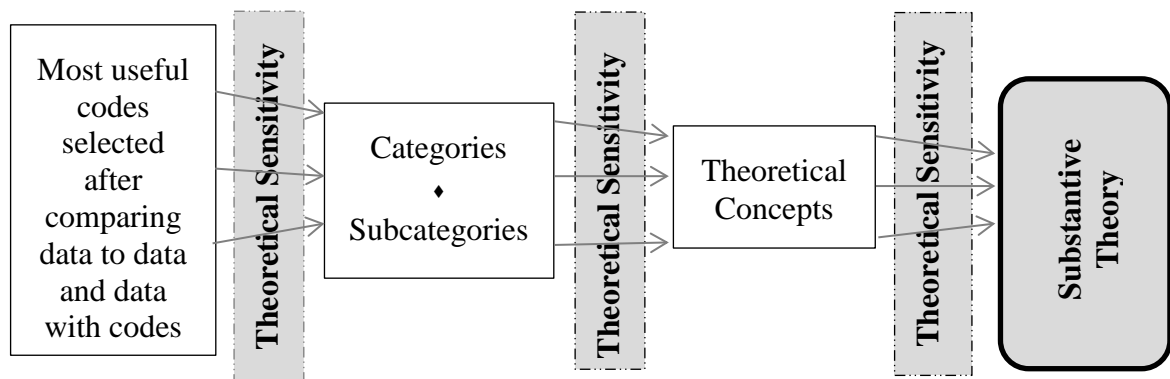 Most useful
codes
selected
after
comparing
data to data
and data
with codes
Theoretical Sensitivity
Categories
♦
Subcategories
Theoretical Sensitivity
Theoretical
Concepts
Theoretical Sensitivity
Substantive
Theory